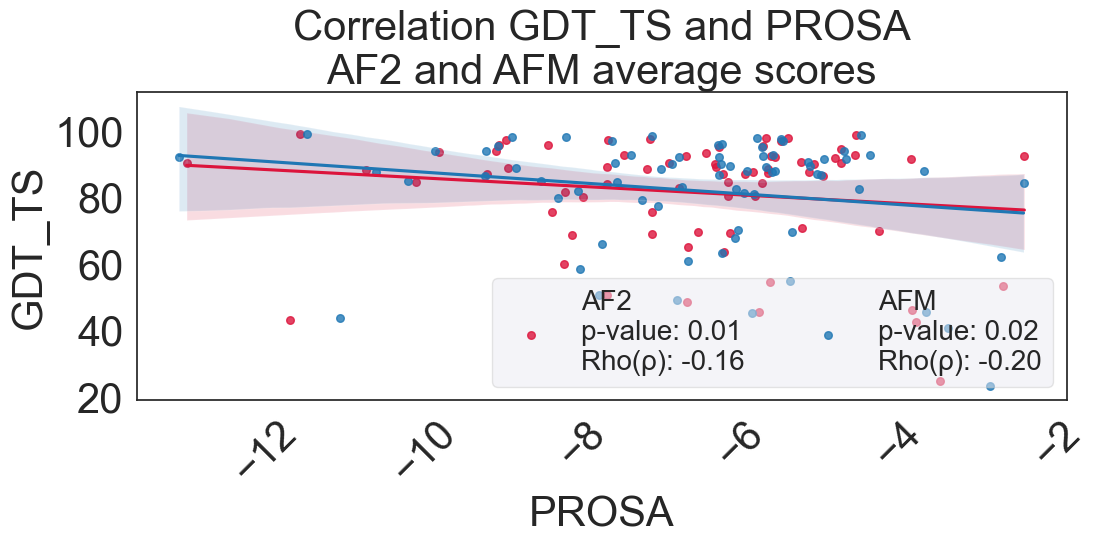 Correlation GDT_TS and PROSA
AF2 and AFM average scores
GDT_TS
100
80
60
40
20
AF2
p-value: 0.01
Rho(ρ): -0.16
AFM
p-value: 0.02
Rho(ρ): -0.20
−12
−10
−8
−6
−4
−2
PROSA